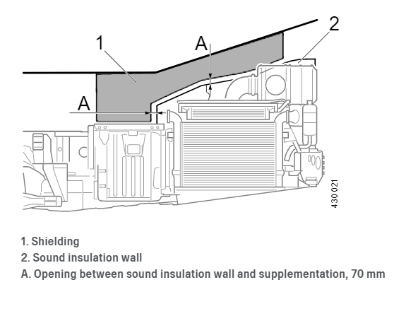 1
A
2
A
430 021
1. Shielding
2. Sound insulation wall
A. Opening between sound insulation wall and supplementation, 70 mm